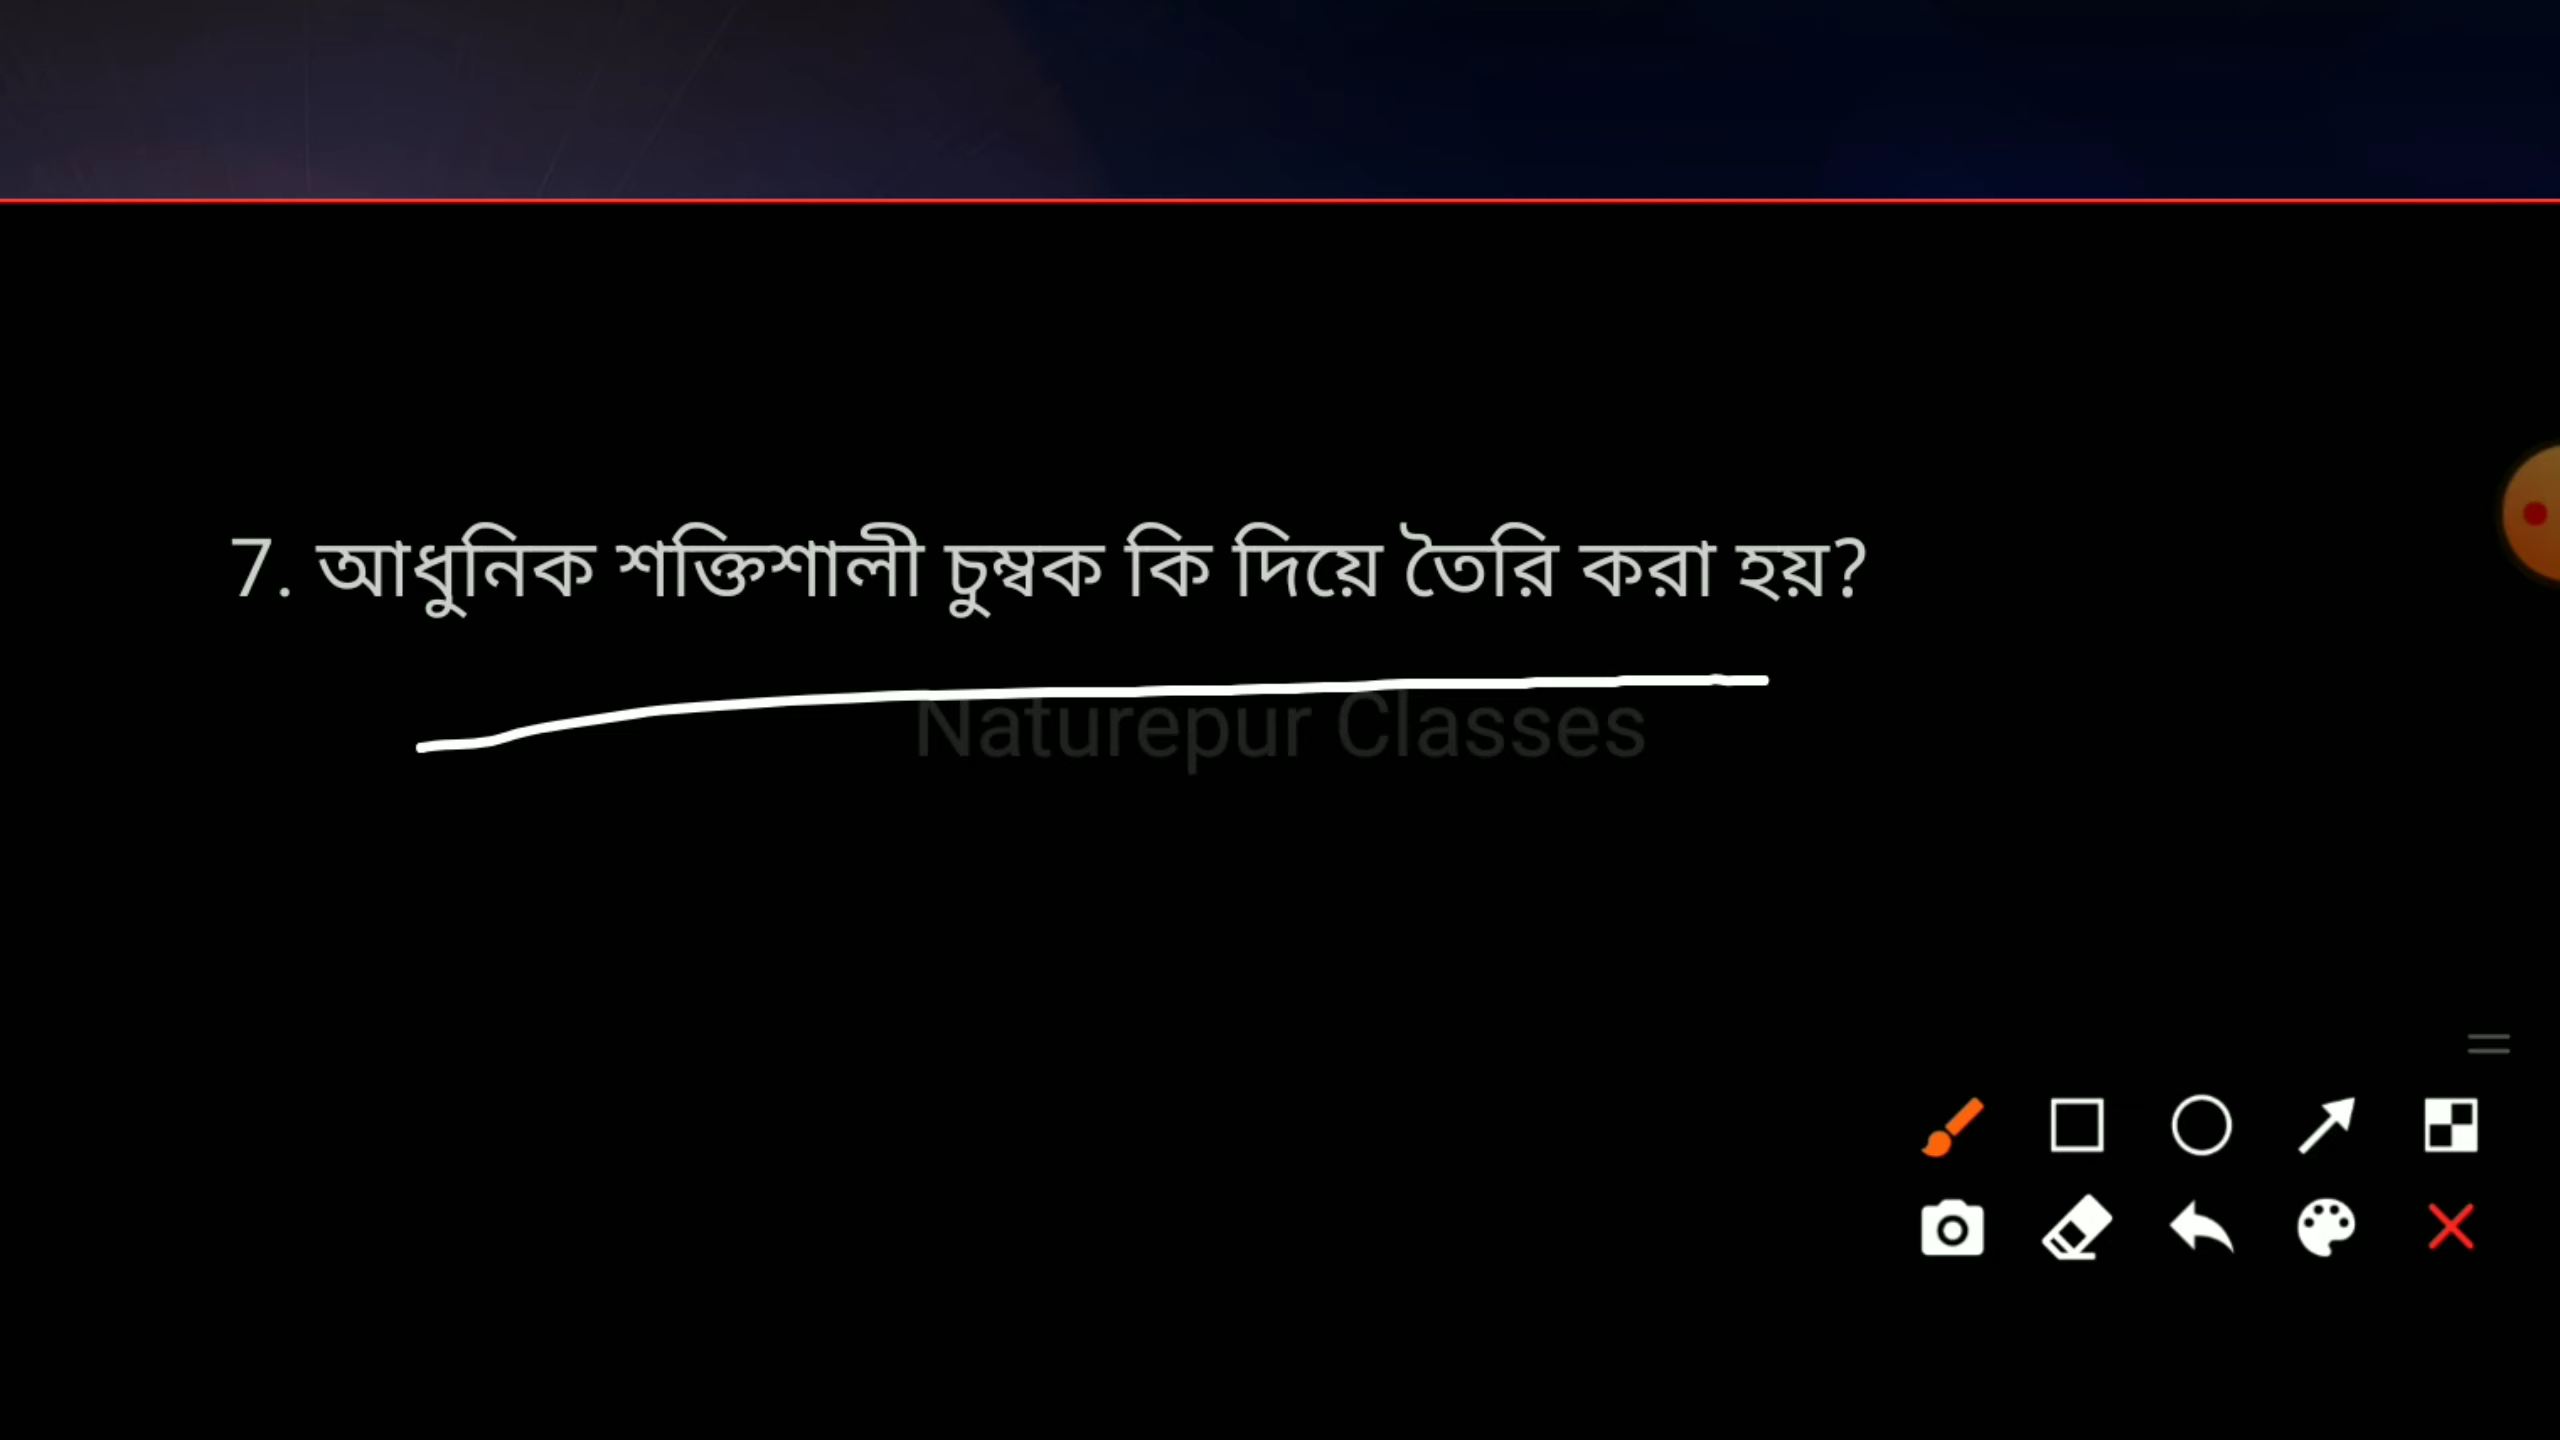 7. আধুনিক শক্তিশালী চুম্বক কি দিয়ে তৈরি করা হয়?
Naturepur Classes